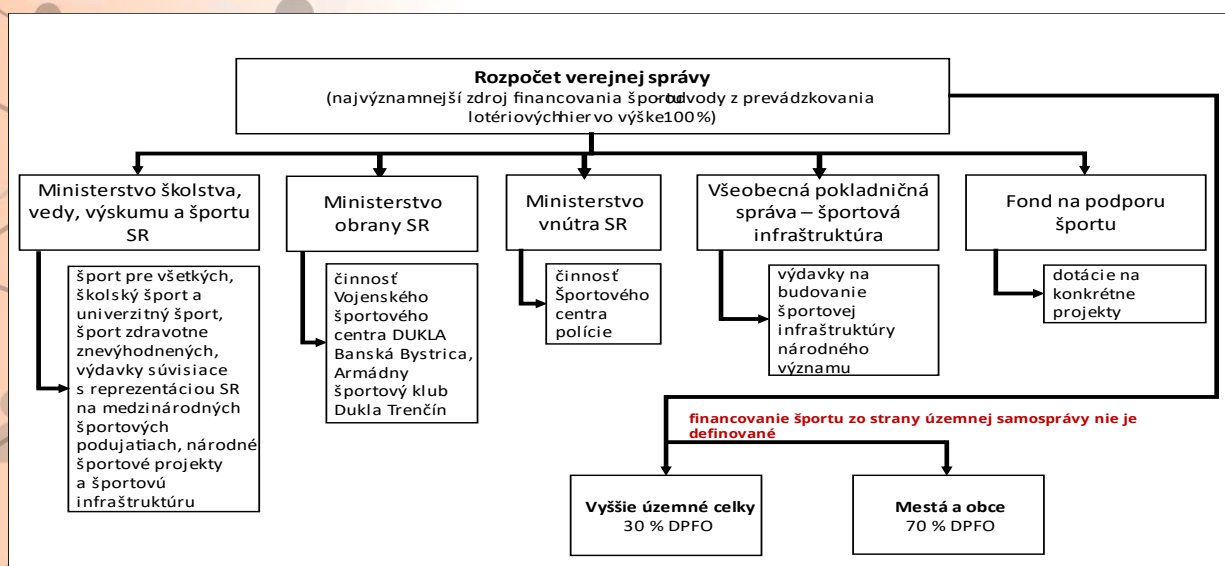 Rozpočet verejnej správy
(najvýznamnejší zdroj financovania športu-odvody z prevádzkovania
lotériovýchhiervo výške100%)
Ministerstvo školstva,
vedy, výskumu a športu
SR
Ministerstvo
obrany SR
Ministerstvo
vnútra SR
Všeobecná pokladničná
správa – športová
infraštruktúra
Fond na podporu
športu
šport pre všetkých,
školský šport a
univerzitný šport,
šport zdravotne
znevýhodnených,
výdavky súvisiace
s reprezentáciou SR
na medzinárodných
športových
podujatiach, národné
športové projekty
a športovú
infraštruktúru
činnosť
Vojenského
športového
centra DUKLA
Banská Bystrica,
Armádny
športový klub
Dukla Trenčín
činnosť
Športového
centra
polície
výdavky na
budovanie
športovej
infraštruktúry
národného
významu
dotácie na
konkrétne
projekty
financovanie športu zo strany územnej samosprávy nie je
definované
Vyššie územné celky
30 % DPFO
Mestá a obce
70 % DPFO